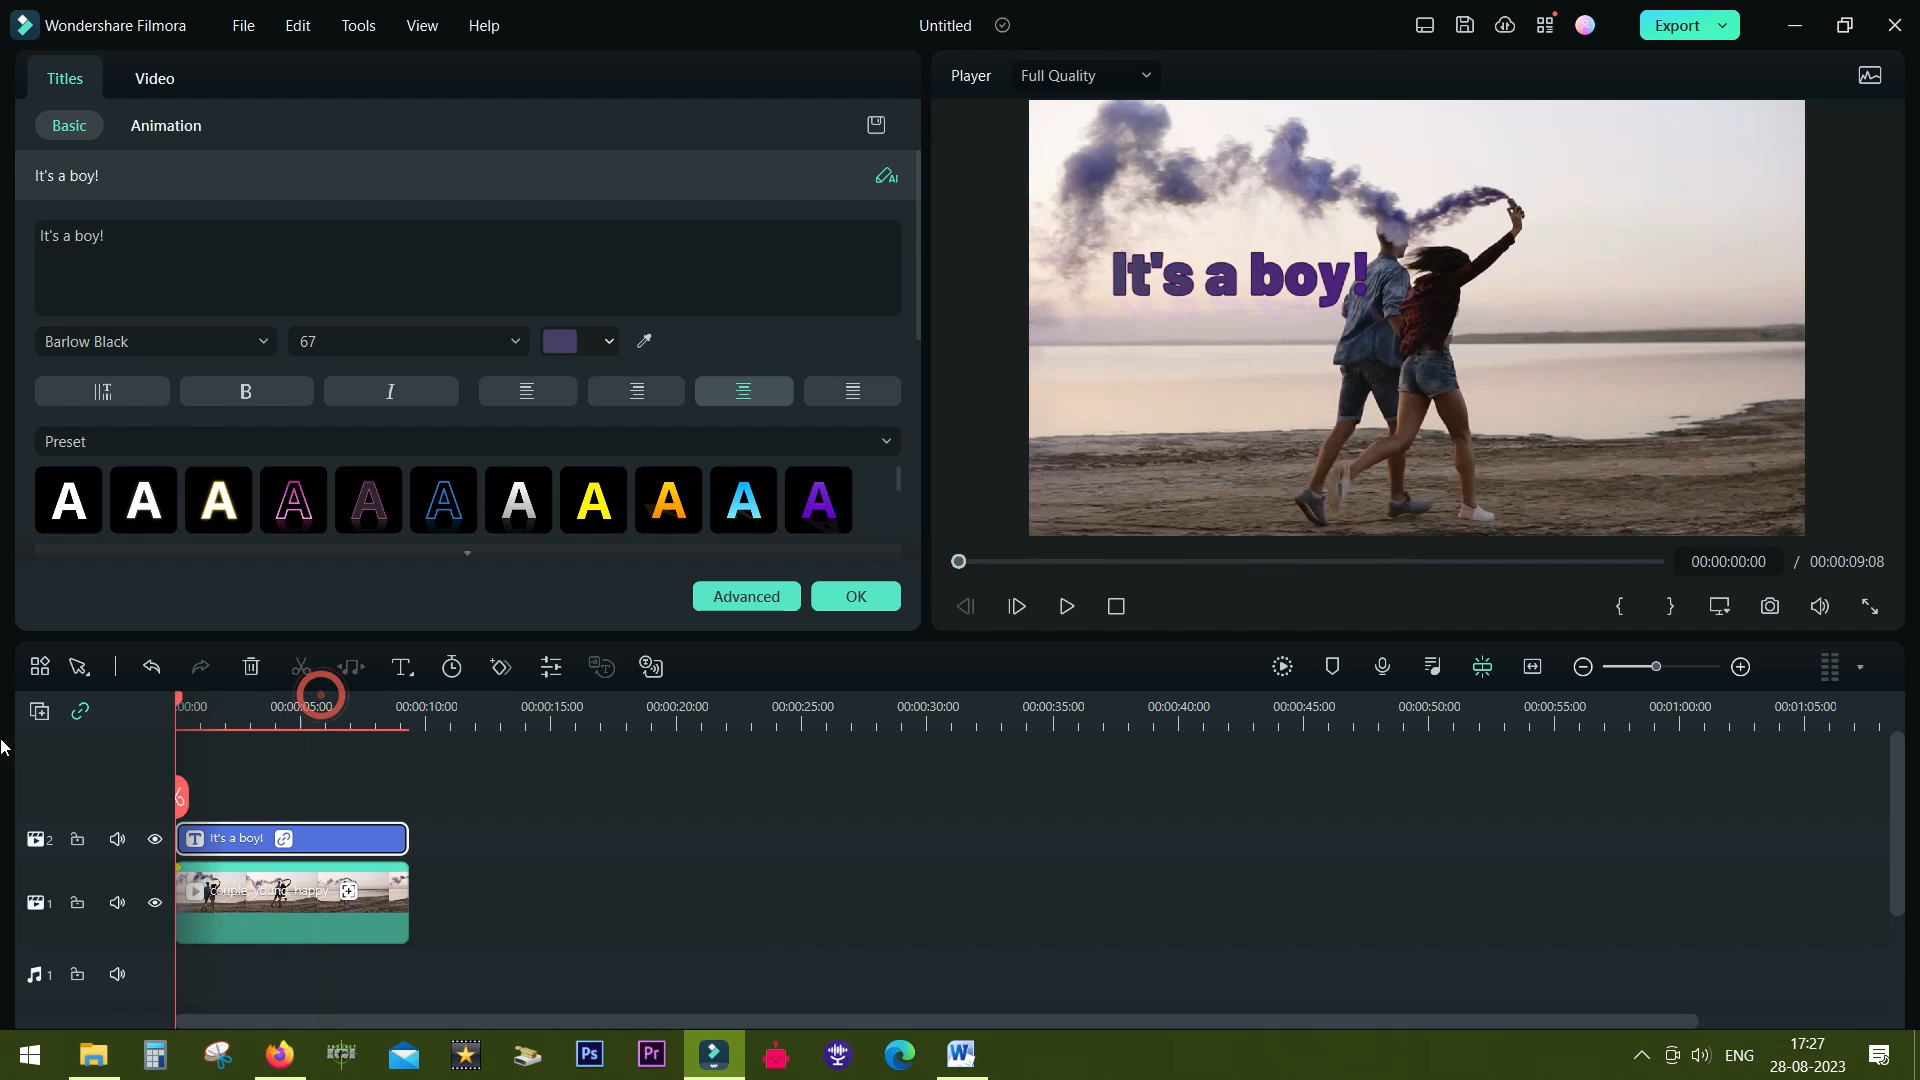 Wondershare Filmora File Edit Tools View Help Untitled Export
Titles Video
Player Full Quality
Basic Animation
It's a boy!
AI
It's a boy!
It's a boy!
Barlow Black 67
T B I
Preset
A A A A A A A A A A A
Advanced OK
00:00:00:00 / 00:00:09:08
{ }
:00:00 00:00:05:00 00:00:10:00 00:00:15:00 00:00:20:00 00:00:25:00 00:00:30:00 00:00:35:00 00:00:40:00 00:00:45:00 00:00:50:00 00:00:55:00 00:01:00:00 00:01:05:00
2 T It's a boy!
1 couple young happy
1
Ps Pr W ENG 17:27
28-08-2023